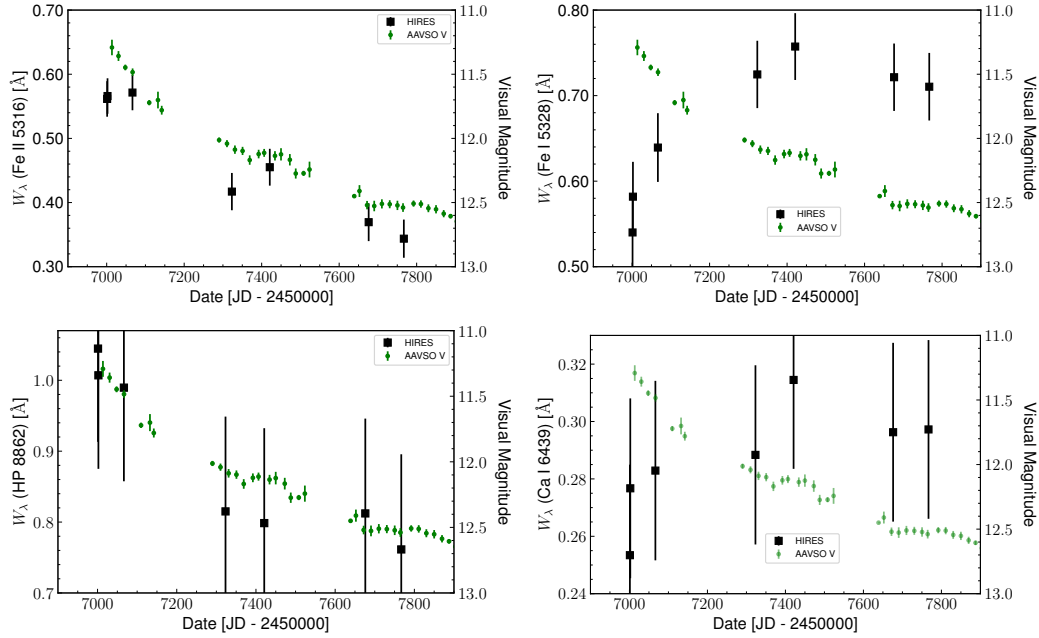 0.70
0.60
0.50
0.40
0.30
W_λ (Fe II 5316) [Å]
HIRES
AAVSO V
11.0
11.5
12.0
12.5
13.0
Visual Magnitude
7000 7200 7400 7600 7800
Date [JD - 2450000]
0.80
0.70
0.60
0.50
W_λ (Fe I 5328) [Å]
HIRES
AAVSO V
11.0
11.5
12.0
12.5
13.0
Visual Magnitude
7000 7200 7400 7600 7800
Date [JD - 2450000]
1.0
0.9
0.8
0.7
W_λ (HP 8862) [Å]
HIRES
AAVSO V
11.0
11.5
12.0
12.5
13.0
Visual Magnitude
7000 7200 7400 7600 7800
Date [JD - 2450000]
0.32
0.30
0.28
0.26
0.24
W_λ (Ca I 6439) [Å]
HIRES
AAVSO V
11.0
11.5
12.0
12.5
13.0
Visual Magnitude
7000 7200 7400 7600 7800
Date [JD - 2450000]